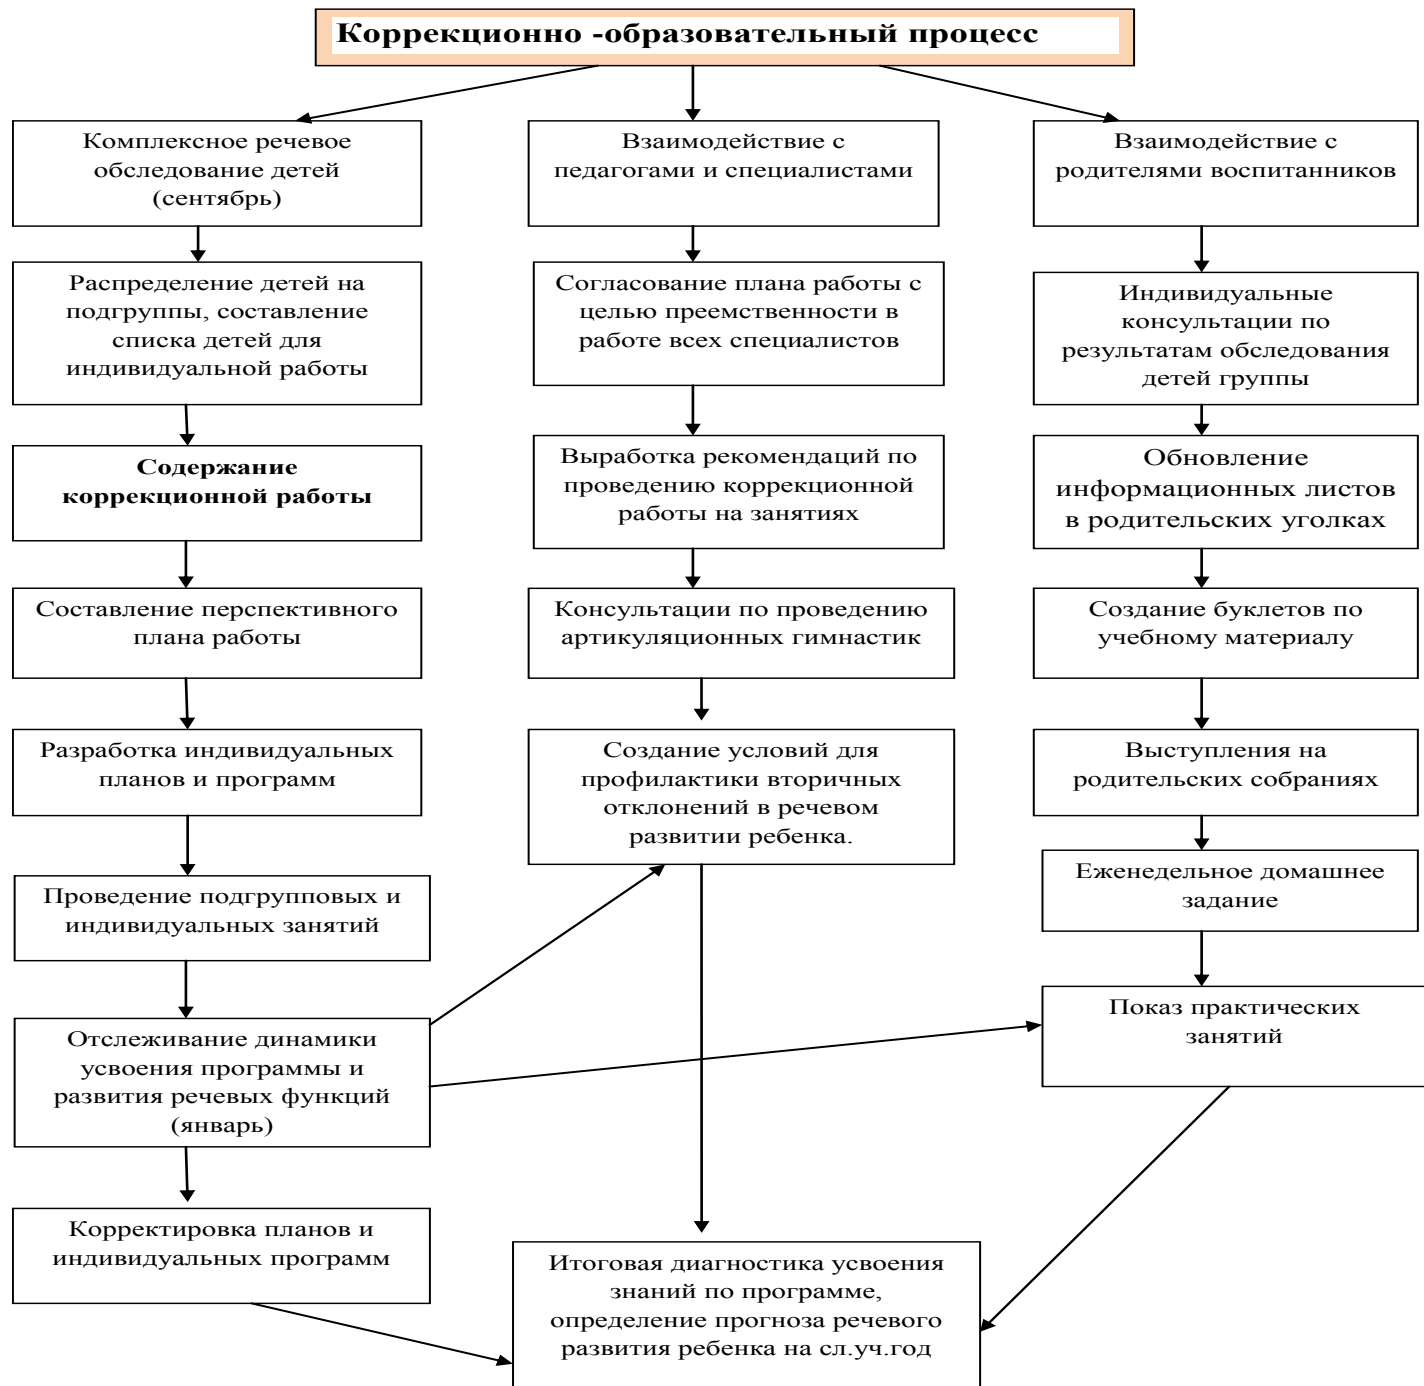 Коррекционно -образовательный процесс
Комплексное речевое
обследование детей
(сентябрь)
Распределение детей на
подгруппы, составление
списка детей для
индивидуальной работы
Содержание
коррекционной работы
Составление перспективного
плана работы
Разработка индивидуальных
планов и программ
Проведение подгрупповых и
индивидуальных занятий
Отслеживание динамики
усвоения программы и
развития речевых функций
(январь)
Корректировка планов и
индивидуальных программ
Взаимодействие с
педагогами и специалистами
Согласование плана работы с
целью преемственности в
работе всех специалистов
Выработка рекомендаций по
проведению коррекционной
работы на занятиях
Консультации по проведению
артикуляционных гимнастик
Создание условий для
профилактики вторичных
отклонений в речевом
развитии ребенка.
Взаимодействие с
родителями воспитанников
Индивидуальные
консультации по
результатам обследования
детей группы
Обновление
информационных листов
в родительских уголках
Создание буклетов по
учебному материалу
Выступления на
родительских собраниях
Еженедельное домашнее
задание
Показ практических
занятий
Итоговая диагностика усвоения
знаний по программе,
определение прогноза речевого
развития ребенка на сл.уч.год